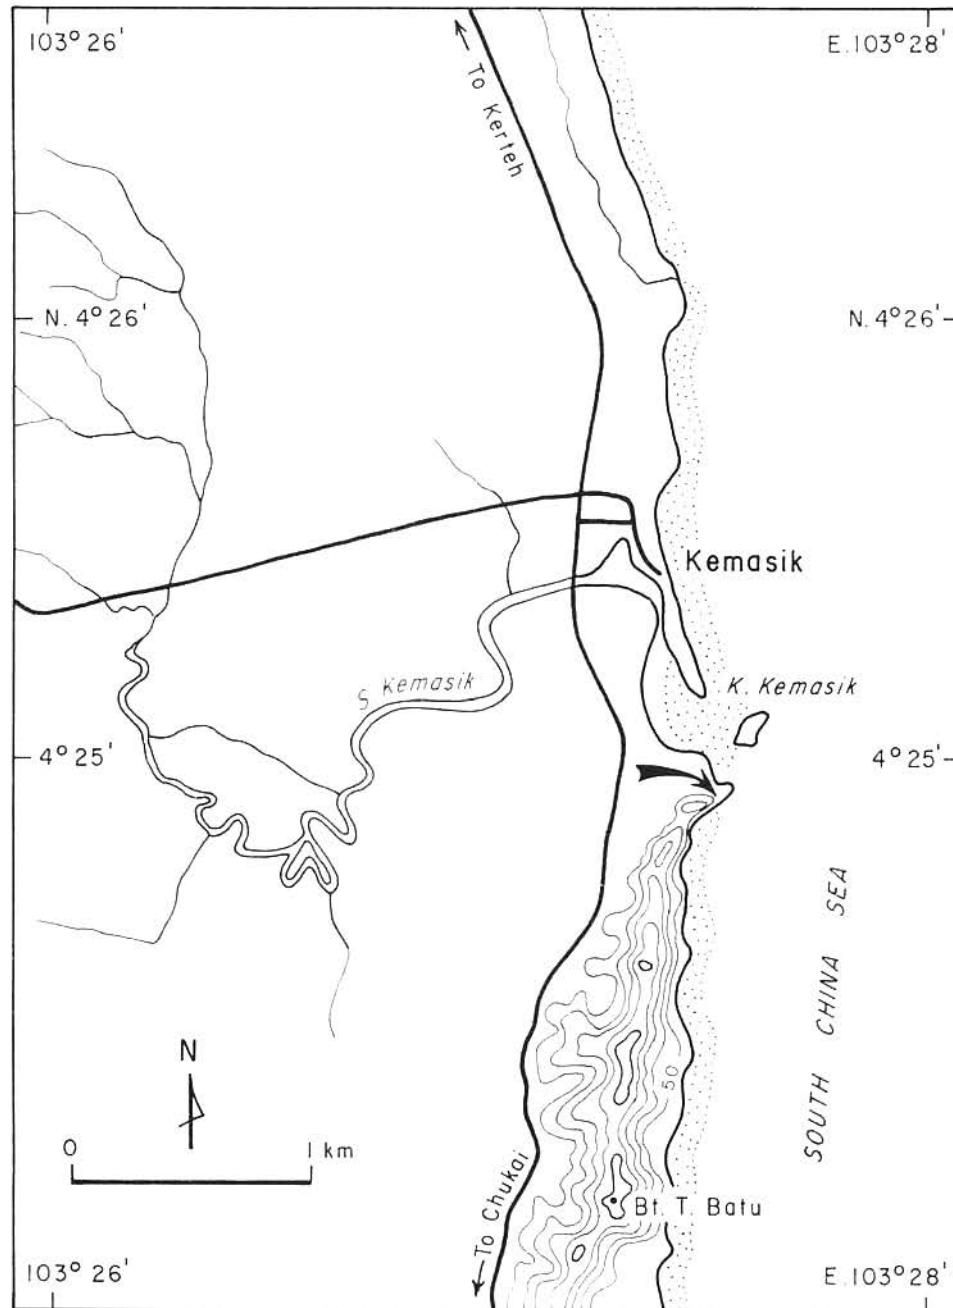 103° 26'
E. 103° 28'
To Kerteh
N. 4° 26'
N. 4° 26'
Kemasik
S Kemasik
K. Kemasik
4° 25'
4° 25'
SOUTH CHINA SEA
N
50
0 1 km
To Chukai
Bt. T. Batu
103° 26'
E. 103° 28'